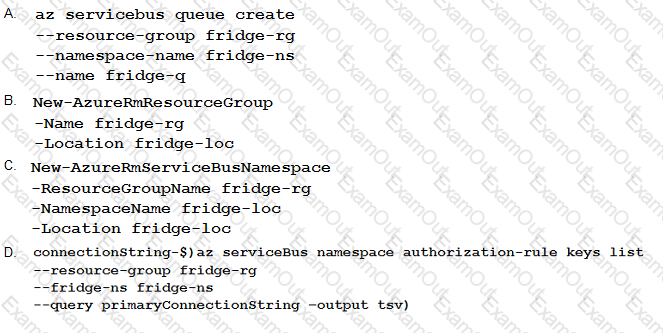 A. az servicebus queue create
--resource-group fridge-rg
--namespace-name fridge-ns
--name fridge-q
B. New-AzureRmResourceGroup
-Name fridge-rg
-Location fridge-loc
C. New-AzureRmServiceBusNamespace
-ResourceGroupName fridge-rg
-NamespaceName fridge-loc
-Location fridge-loc
D. connectionString-$)az serviceBus namespace authorization-rule keys list
--resource-group fridge-rg
--fridge-ns fridge-ns
--query primaryConnectionString -output tsv)